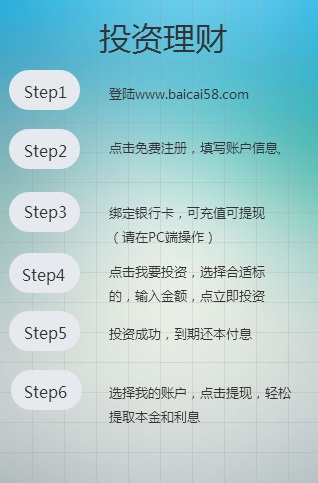 投资理财
Step1
登陆www.baicai58.com
Step2
点击免费注册，填写账户信息,
Step3
绑定银行卡，可充值可提现
（请在PC端操作）
Step4
点击我要投资，选择合适标
的，输入金额，点立即投资
Step5
投资成功，到期还本付息
Step6
选择我的账户，点击提现，轻松
提取本金和利息